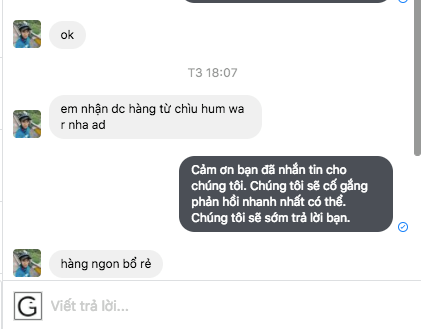 ok
T3 18:07
em nhận dc hàng từ chìu hum wa
r nha ad
Cảm ơn bạn đã nhắn tin cho
chúng tôi. Chúng tôi sẽ cố gắng
phản hồi nhanh nhất có thể.
Chúng tôi sẽ sớm trả lời bạn.
hàng ngon bổ rẻ
G
Viết trả lời...